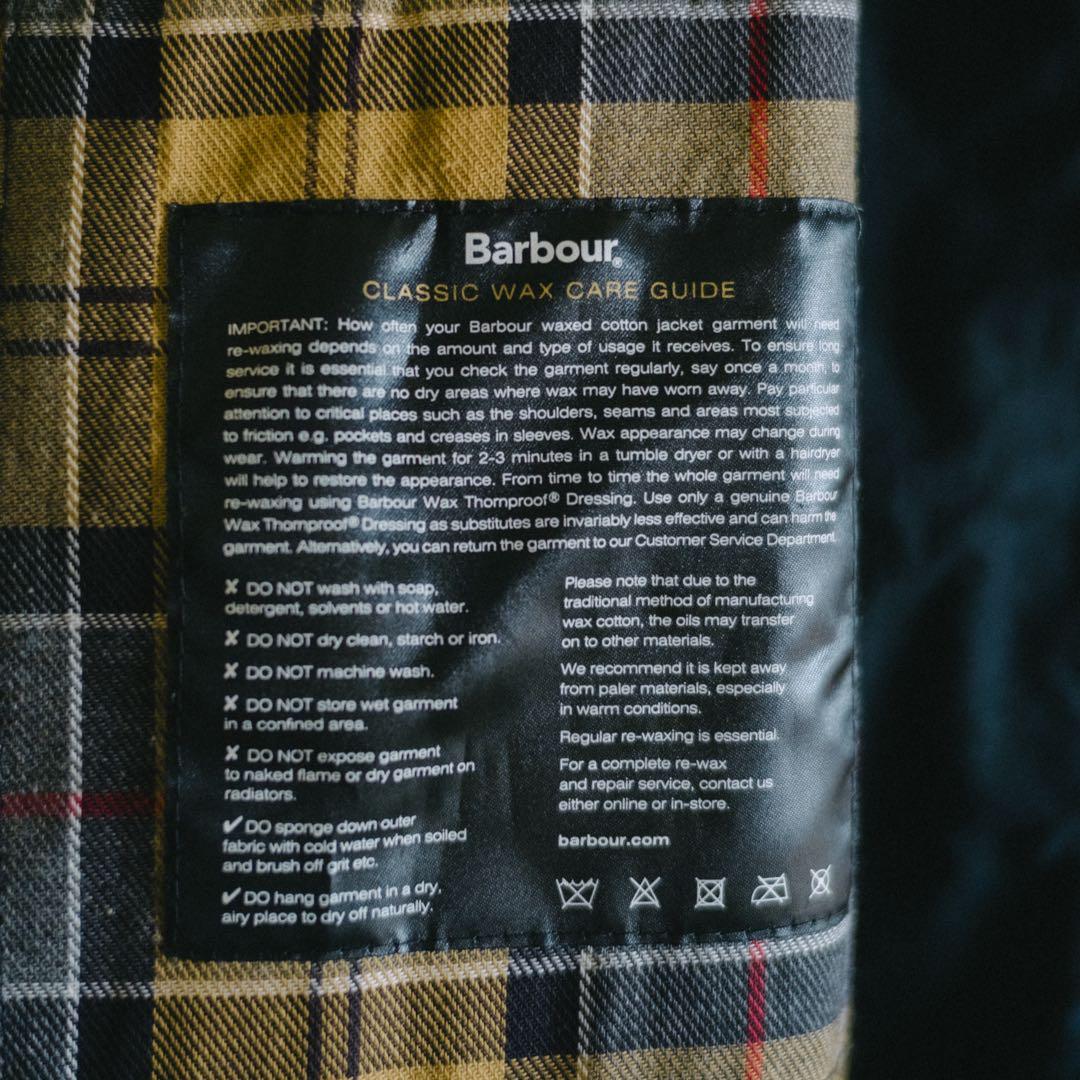 Barbour®
CLASSIC WAX CARE GUIDE
IMPORTANT: How often your Barbour waxed cotton jacket garment will need
re-waxing depends on the amount and type of usage it receives. To ensure long
service it is essential that you check the garment regularly, say once a month, to
ensure that there are no dry areas where wax may have worn away. Pay particular
attention to critical places such as the shoulders, seams and areas most subjected
to friction e.g. pockets and creases in sleeves. Wax appearance may change during
wear. Warming the garment for 2-3 minutes in a tumble dryer or with a hairdryer
will help to restore the appearance. From time to time the whole garment will need
re-waxing using Barbour Wax Thornproof® Dressing. Use only a genuine Barbour
Wax Thornproof® Dressing as substitutes are invariably less effective and can harm the
garment. Alternatively, you can return the garment to our Customer Service Department.
✘ DO NOT wash with soap,
detergent, solvents or hot water.
✘ DO NOT dry clean, starch or iron.
✘ DO NOT machine wash.
✘ DO NOT store wet garment
in a confined area.
✘ DO NOT expose garment
to naked flame or dry garment on
radiators.
✔ DO sponge down outer
fabric with cold water when soiled
and brush off grit etc.
✔ DO hang garment in a dry,
airy place to dry off naturally.
Please note that due to the
traditional method of manufacturing
wax cotton, the oils may transfer
on to other materials.
We recommend it is kept away
from paler materials, especially
in warm conditions.
Regular re-waxing is essential.
For a complete re-wax
and repair service, contact us
either online or in-store.
barbour.com